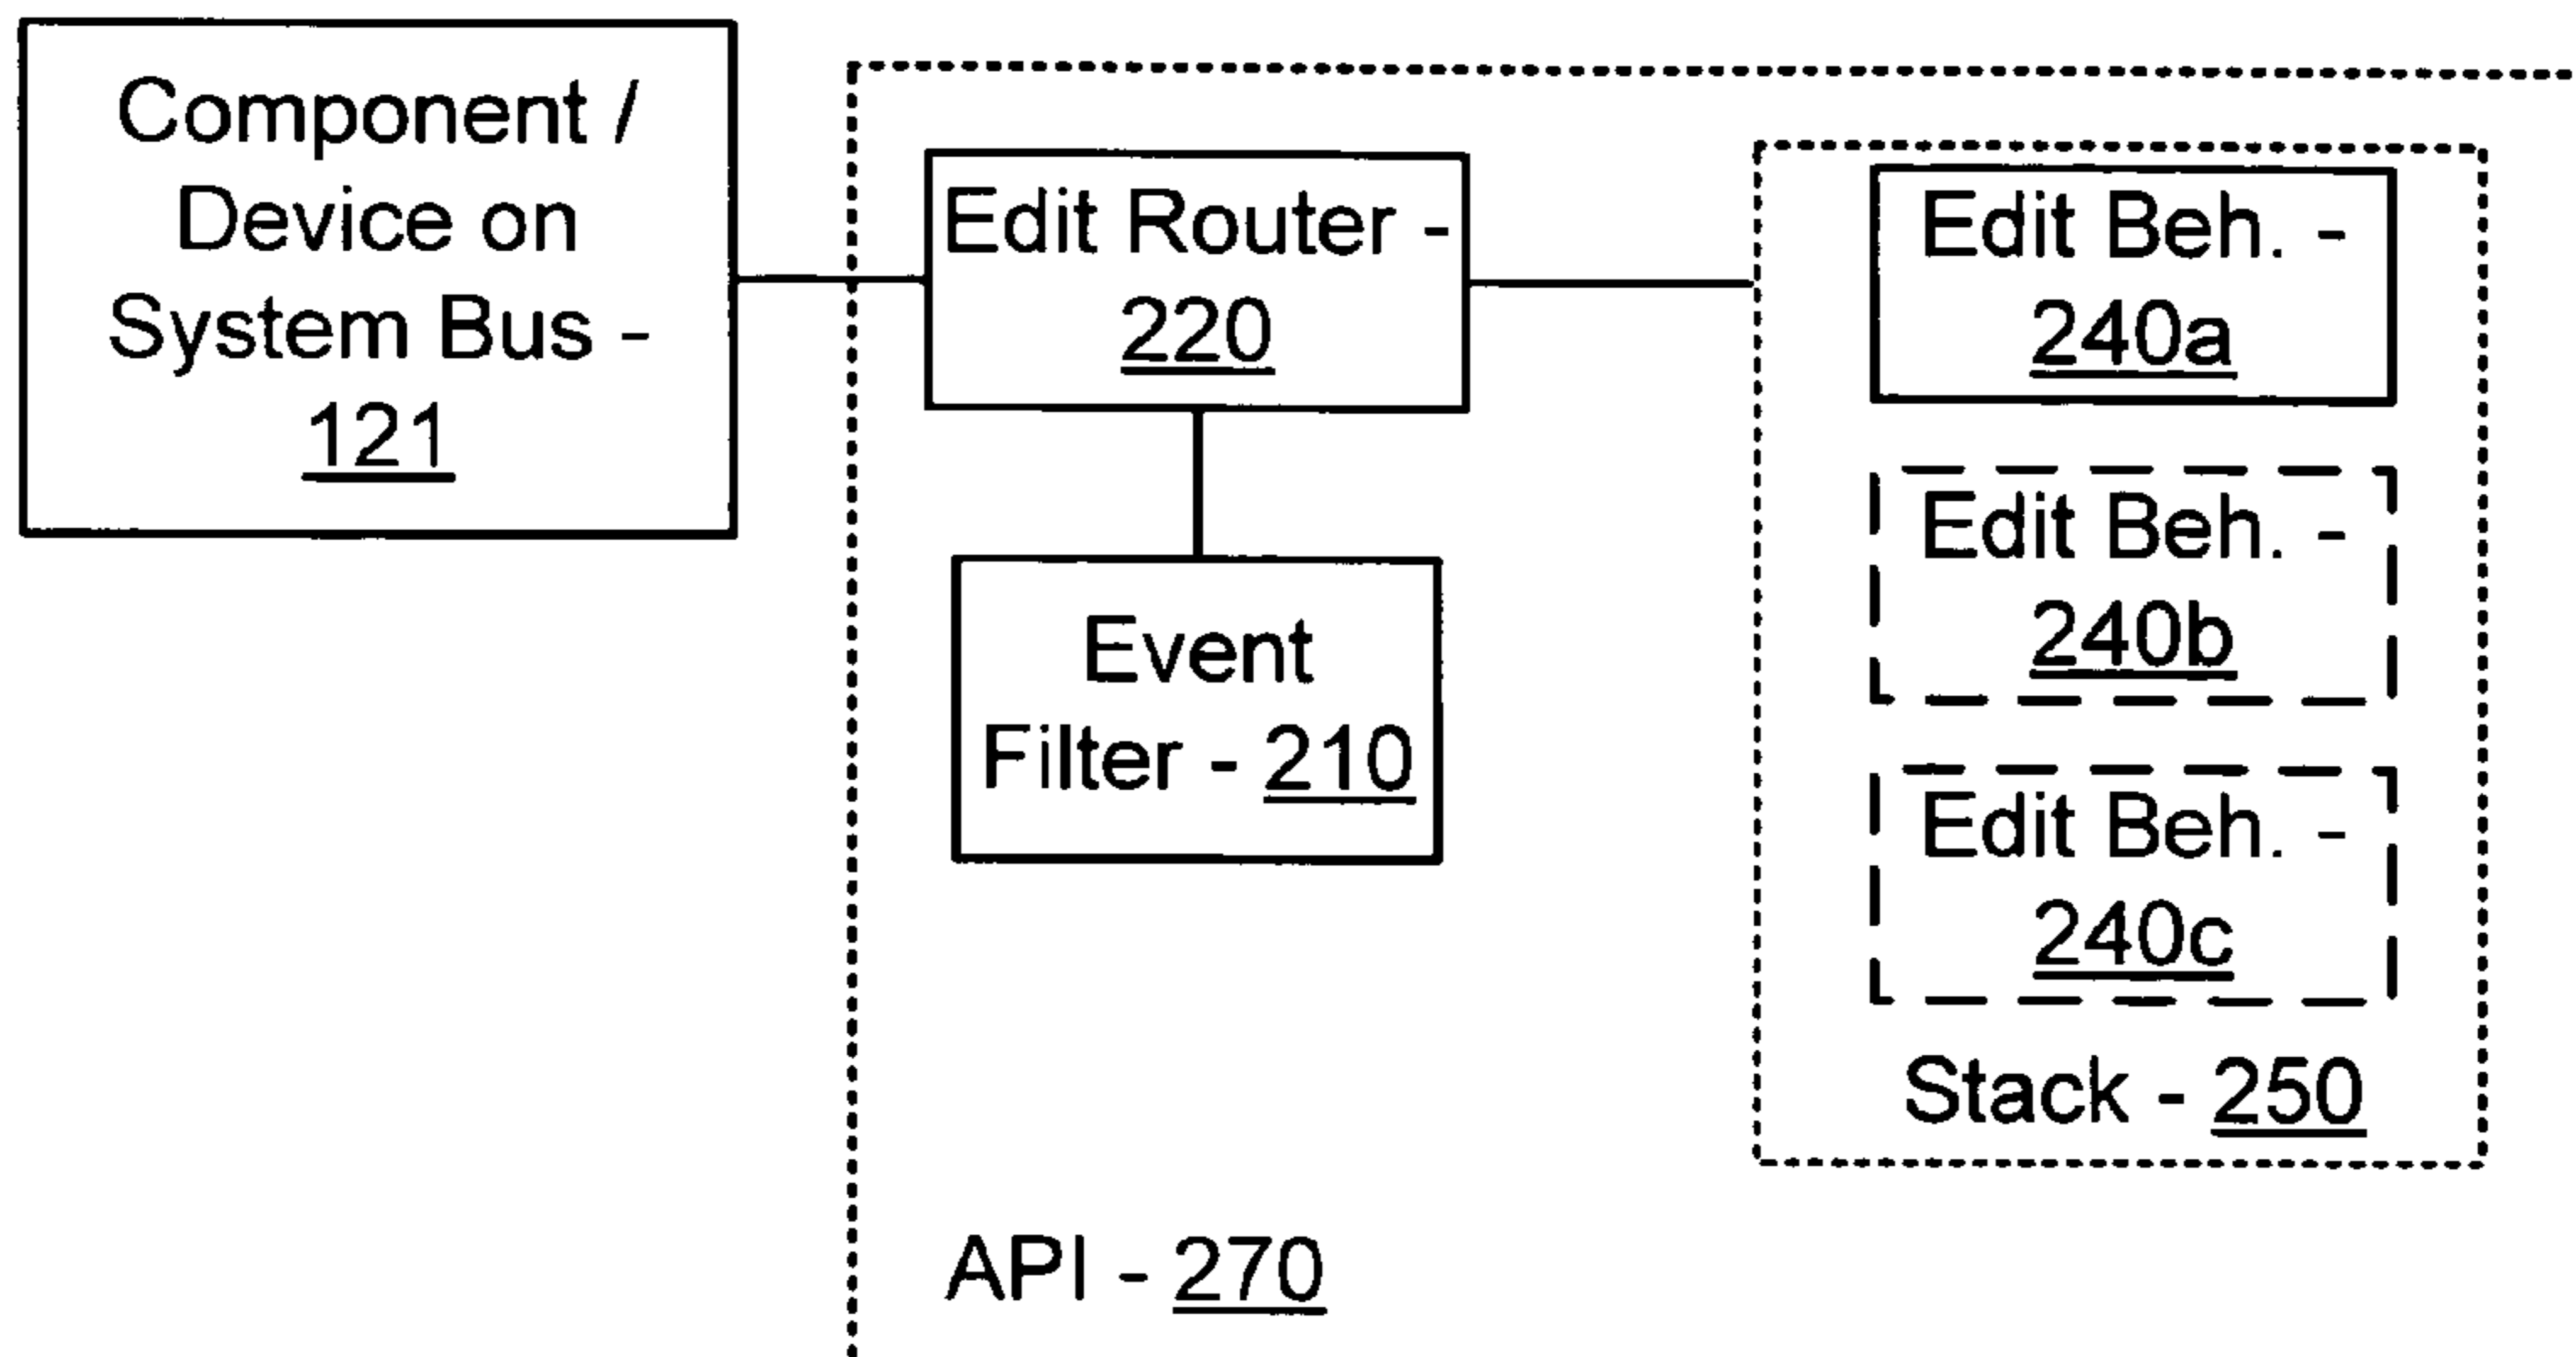 Component /
Device on
System Bus -
121
Edit Router -
220
Event
Filter - 210
Edit Beh. -
240a
Edit Beh. -
240b
Edit Beh. -
240c
Stack - 250
API - 270